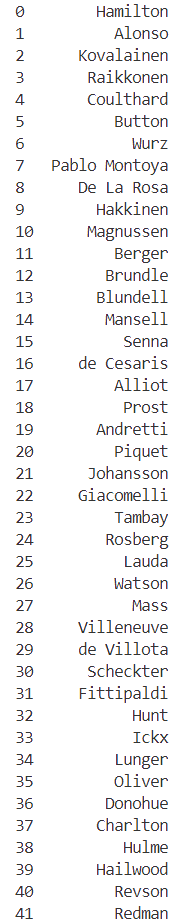 0 Hamilton
1 Alonso
2 Kovalainen
3 Raikkonen
4 Coulthard
5 Button
6 Wurz
7 Pablo Montoya
8 De La Rosa
9 Hakkinen
10 Magnussen
11 Berger
12 Brundle
13 Blundell
14 Mansell
15 Senna
16 de Cesaris
17 Alliot
18 Prost
19 Andretti
20 Piquet
21 Johansson
22 Giacomelli
23 Tambay
24 Rosberg
25 Lauda
26 Watson
27 Mass
28 Villeneuve
29 de Villota
30 Scheckter
31 Fittipaldi
32 Hunt
33 Ickx
34 Lunger
35 Oliver
36 Donohue
37 Charlton
38 Hulme
39 Hailwood
40 Revson
41 Redman